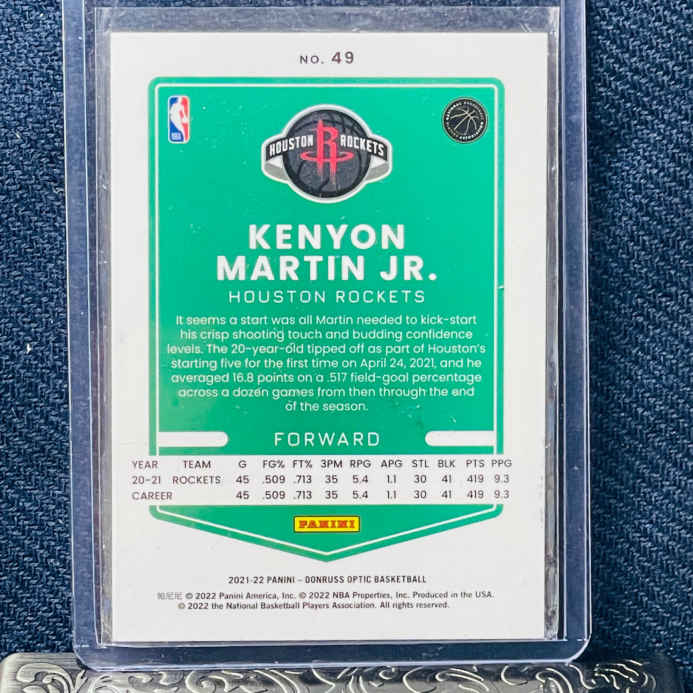 NO. 49
HOUSTON ROCKETS
KENYON
MARTIN JR.
HOUSTON ROCKETS
It seems a start was all Martin needed to kick-start
his crisp shooting touch and budding confidence
levels. The 20-year-old tipped off as part of Houston's
starting five for the first time on April 24, 2021, and he
averaged 16.8 points on a .517 field-goal percentage
across a dozen games from then through the end
of the season.
FORWARD
YEAR TEAM G FG% FT% 3PM RPG APG STL BLK PTS PPG
20-21 ROCKETS 45 .509 .713 35 5.4 1.1 30 41 419 9.3
CAREER 45 .509 .713 35 5.4 1.1 30 41 419 9.3
PANINI
2021-22 PANINI - DONRUSS OPTIC BASKETBALL
帕尼尼 © 2022 Panini America, Inc. © 2022 NBA Properties, Inc. Produced in the USA.
© 2022 the National Basketball Players Association. All rights reserved.